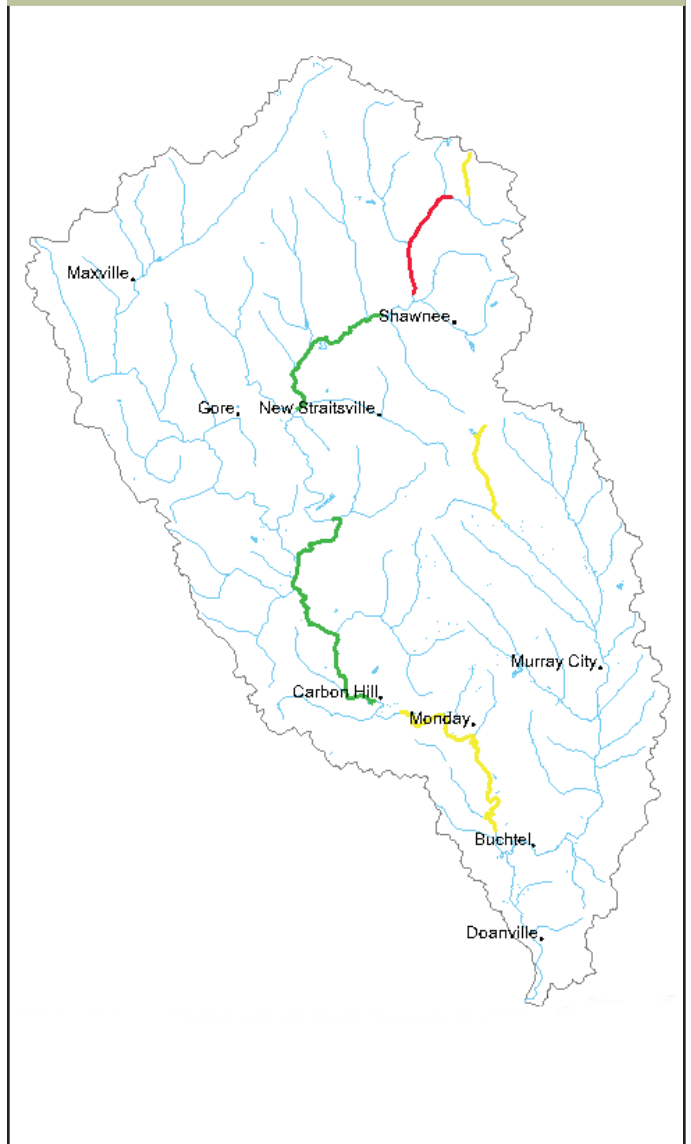 Maxville
Shawnee
Gore
New Straitsville
Murray City
Carbon Hill
Monday
Buchtel
Doanville